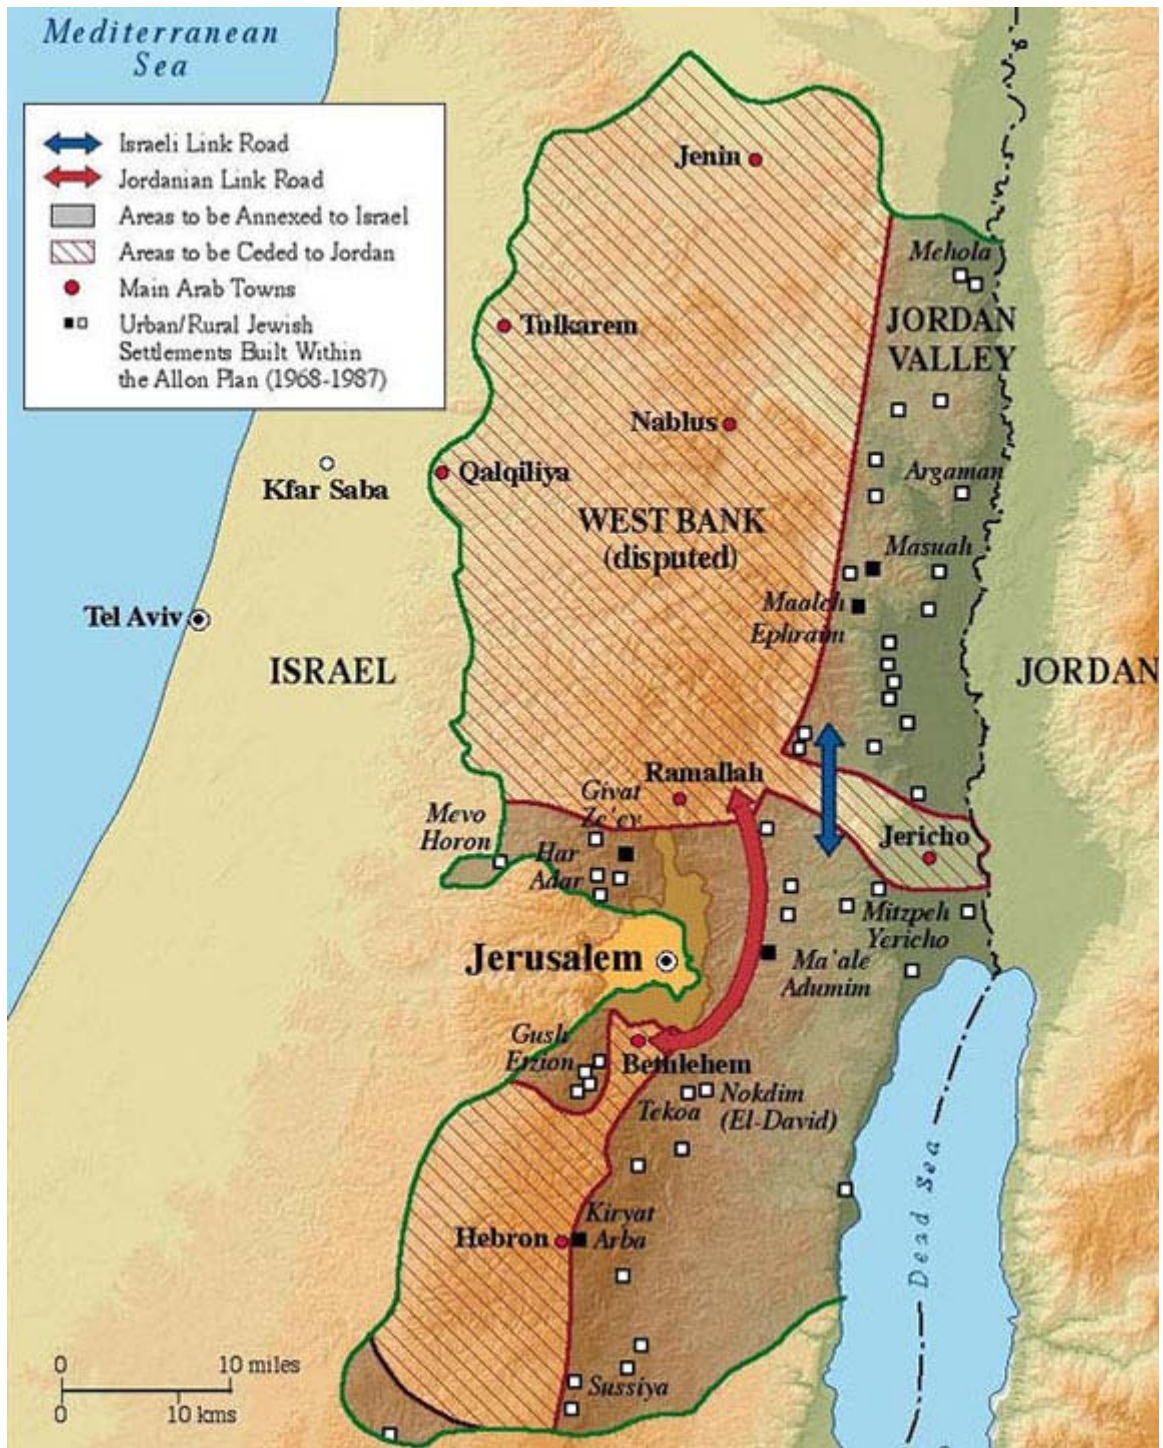 Mediterranean
Sea
Israeli Link Road
Jordanian Link Road
Areas to be Annexed to Israel
Areas to be Ceded to Jordan
Main Arab Towns
Urban/Rural Jewish
Settlements Built Within
the Allon Plan (1968-1987)
Jenin
Mehola
JORDAN
VALLEY
Tulkarem
Nablus
Qalqiliya
Kfar Saba
Argaman
WEST BANK
(disputed)
Masuah
Maaleh
Ephraim
Tel Aviv
ISRAEL
JORDAN
Ramallah
Givat
Ze'ev
Mevo
Horon
Har
Adar
Jericho
Mitzpeh
Yericho
Jerusalem
Ma'ale
Adumim
Gush
Etzion
Bethlehem
Tekoa
Nokdim
(El-David)
Dead Sea
Kiryat
Arba
Hebron
Sussiya
0 10 miles
0 10 kms